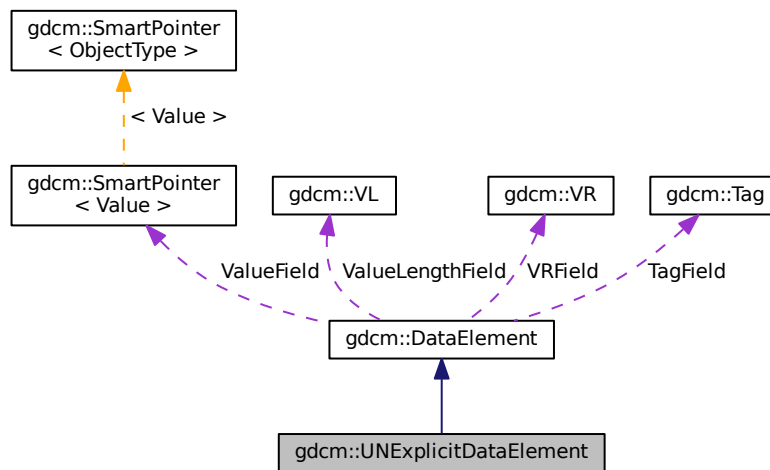 gdcm::SmartPointer
< ObjectType >
< Value >
gdcm::SmartPointer
< Value >
gdcm::VL
gdcm::VR
gdcm::Tag
ValueField
ValueLengthField
VRField
TagField
gdcm::DataElement
gdcm::UNExplicitDataElement